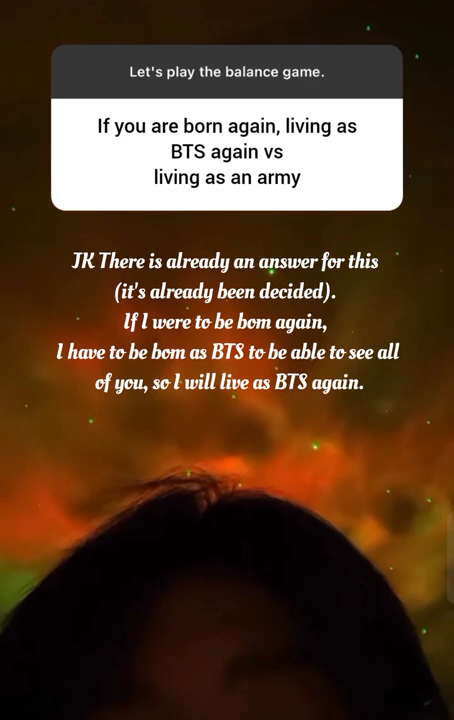 Let's play the balance game.
If you are born again, living as
BTS again vs
living as an army
JK There is already an answer for this
(it's already been decided).
If I were to be bom again,
I have to be bom as BTS to be able to see all
of you, so I will live as BTS again.